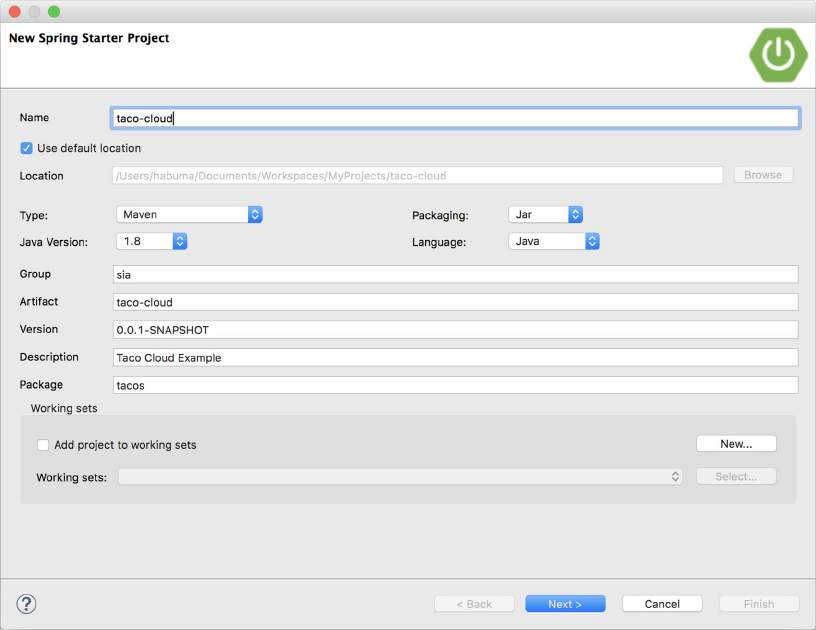 New Spring Starter Project
Name taco-cloud
Use default location
Location /Users/habuma/Documents/Workspaces/MyProjects/taco-cloud Browse
Type: Maven Packaging: Jar
Java Version: 1.8 Language: Java
Group sia
Artifact taco-cloud
Version 0.0.1-SNAPSHOT
Description Taco Cloud Example
Package tacos
Working sets
Add project to working sets New...
Working sets: Select...
? < Back Next > Cancel Finish